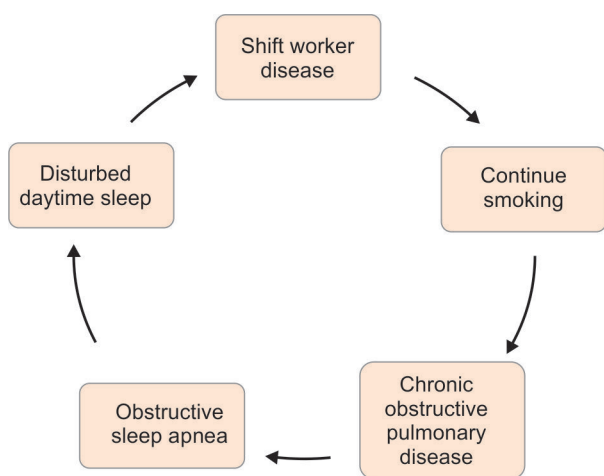 Shift worker
disease
Continue
smoking
Chronic
obstructive
pulmonary
disease
Obstructive
sleep apnea
Disturbed
daytime sleep